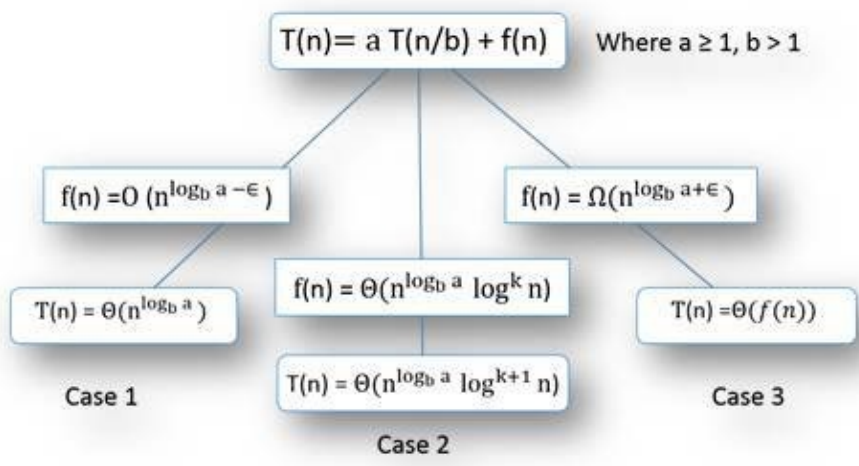 T(n)= a T(n/b) + f(n)
Where a ≥ 1, b > 1
f(n) =O (n^{log_b a −∈} )
f(n) = Ω(n^{log_b a+∈} )
f(n) = Θ(n^{log_b a} log^k n)
T(n) = Θ(n^{log_b a} )
T(n) =Θ(f(n))
T(n) = Θ(n^{log_b a} log^{k+1} n)
Case 1
Case 3
Case 2